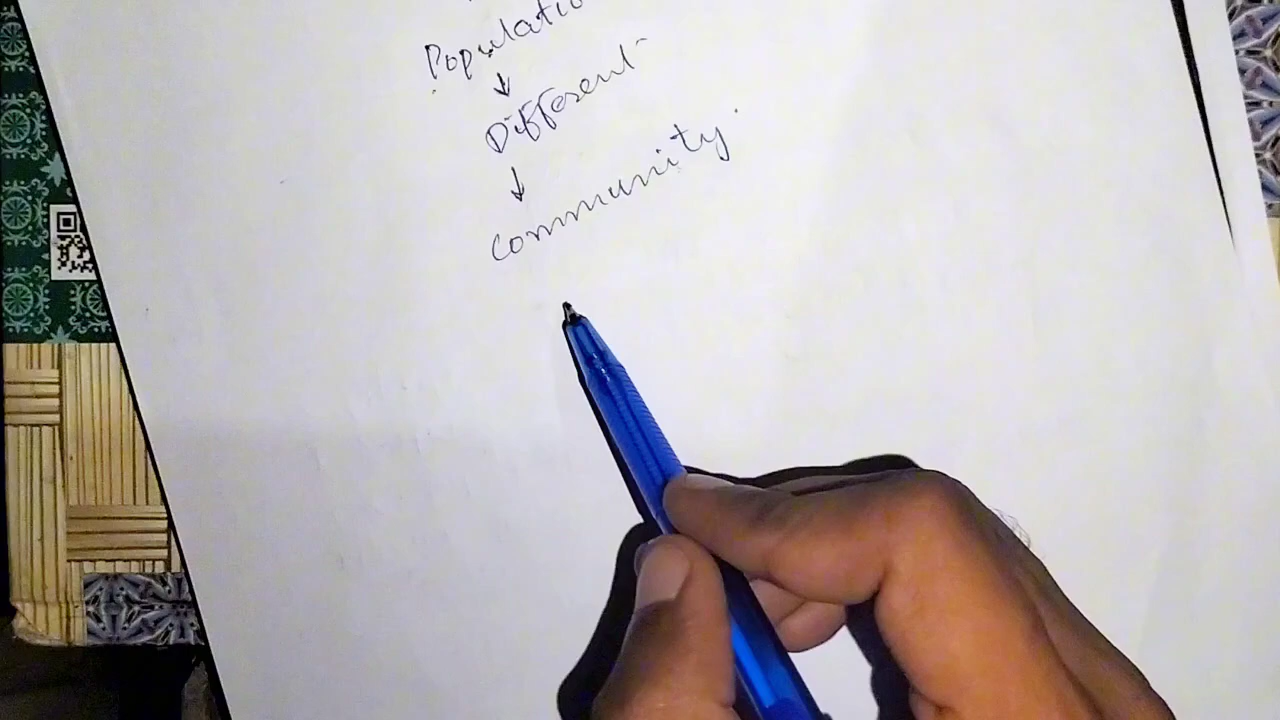 Populatio
↓
Different
↓
Community.